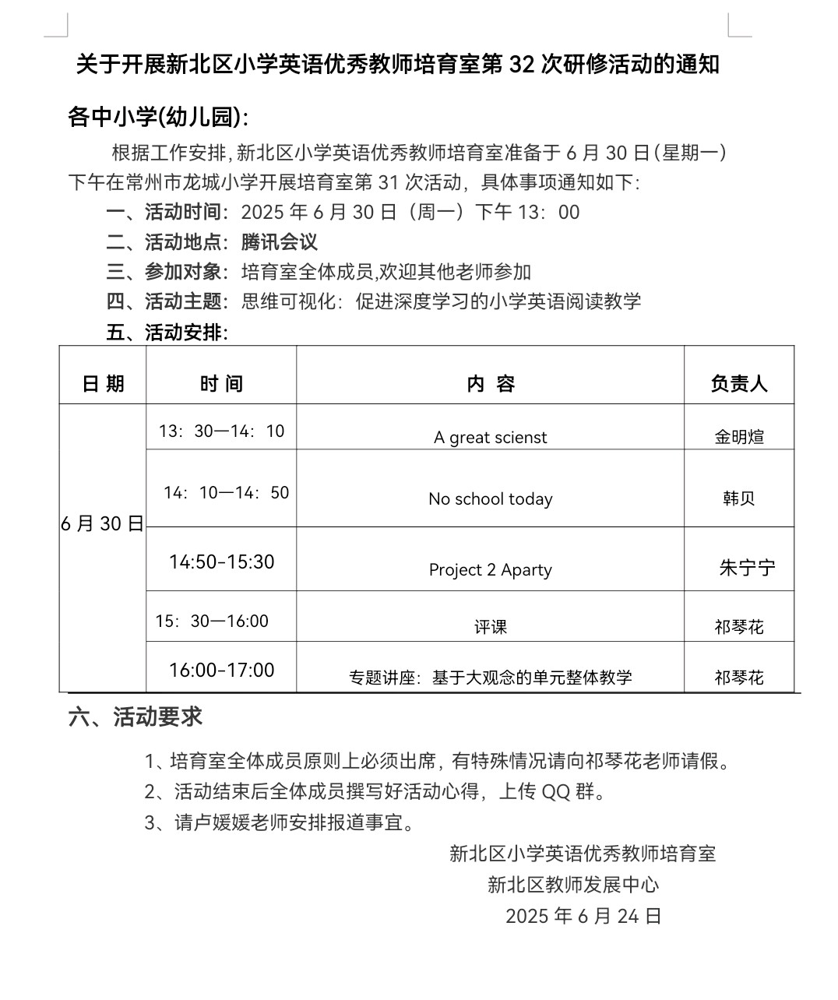 关于开展新北区小学英语优秀教师培育室第 32 次研修活动的通知
各中小学(幼儿园)：
根据工作安排,新北区小学英语优秀教师培育室准备于 6 月 30 日（星期一）
下午在常州市龙城小学开展培育室第 31 次活动，具体事项通知如下：
一、活动时间：2025 年 6 月 30 日（周一）下午 13：00
二、活动地点：腾讯会议
三、参加对象：培育室全体成员,欢迎其他老师参加
四、活动主题：思维可视化：促进深度学习的小学英语阅读教学
五、活动安排：
日 期 时 间 内 容 负责人
6 月 30 日
13：30—14：10 A great scienst 金明煊
14：10—14：50 No school today 韩贝
14:50-15:30 Project 2 Aparty 朱宁宁
15：30—16:00 评课 祁琴花
16:00-17:00 专题讲座：基于大观念的单元整体教学 祁琴花
六、活动要求
1、培育室全体成员原则上必须出席，有特殊情况请向祁琴花老师请假。
2、活动结束后全体成员撰写好活动心得，上传 QQ 群。
3、请卢媛媛老师安排报道事宜。
新北区小学英语优秀教师培育室
新北区教师发展中心
2025 年 6 月 24 日